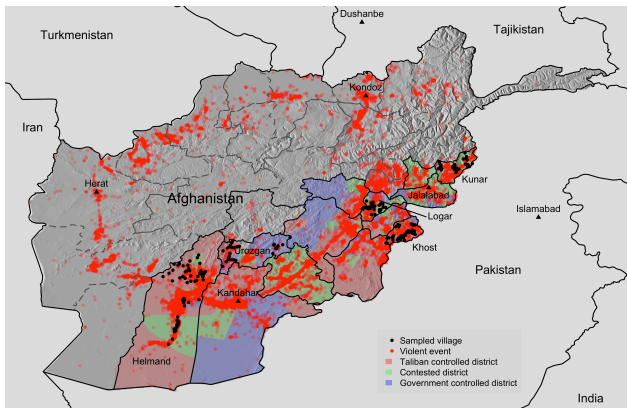 Dushanbe
Turkmenistan
Tajikistan
Kondoz
Iran
Kunar
Herat
Jalalabad
Afghanistan
Islamabad
Logar
Urozgan
Khost
Pakistan
Kandahar
Helmand
Sampled village
Violent event
Taliban controlled district
Contested district
Government controlled district
India